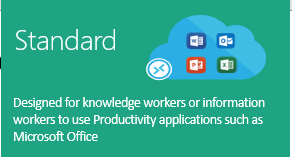 Standard
W
O
P
X
Designed for knowledge workers or information
workers to use Productivity applications such as
Microsoft Office